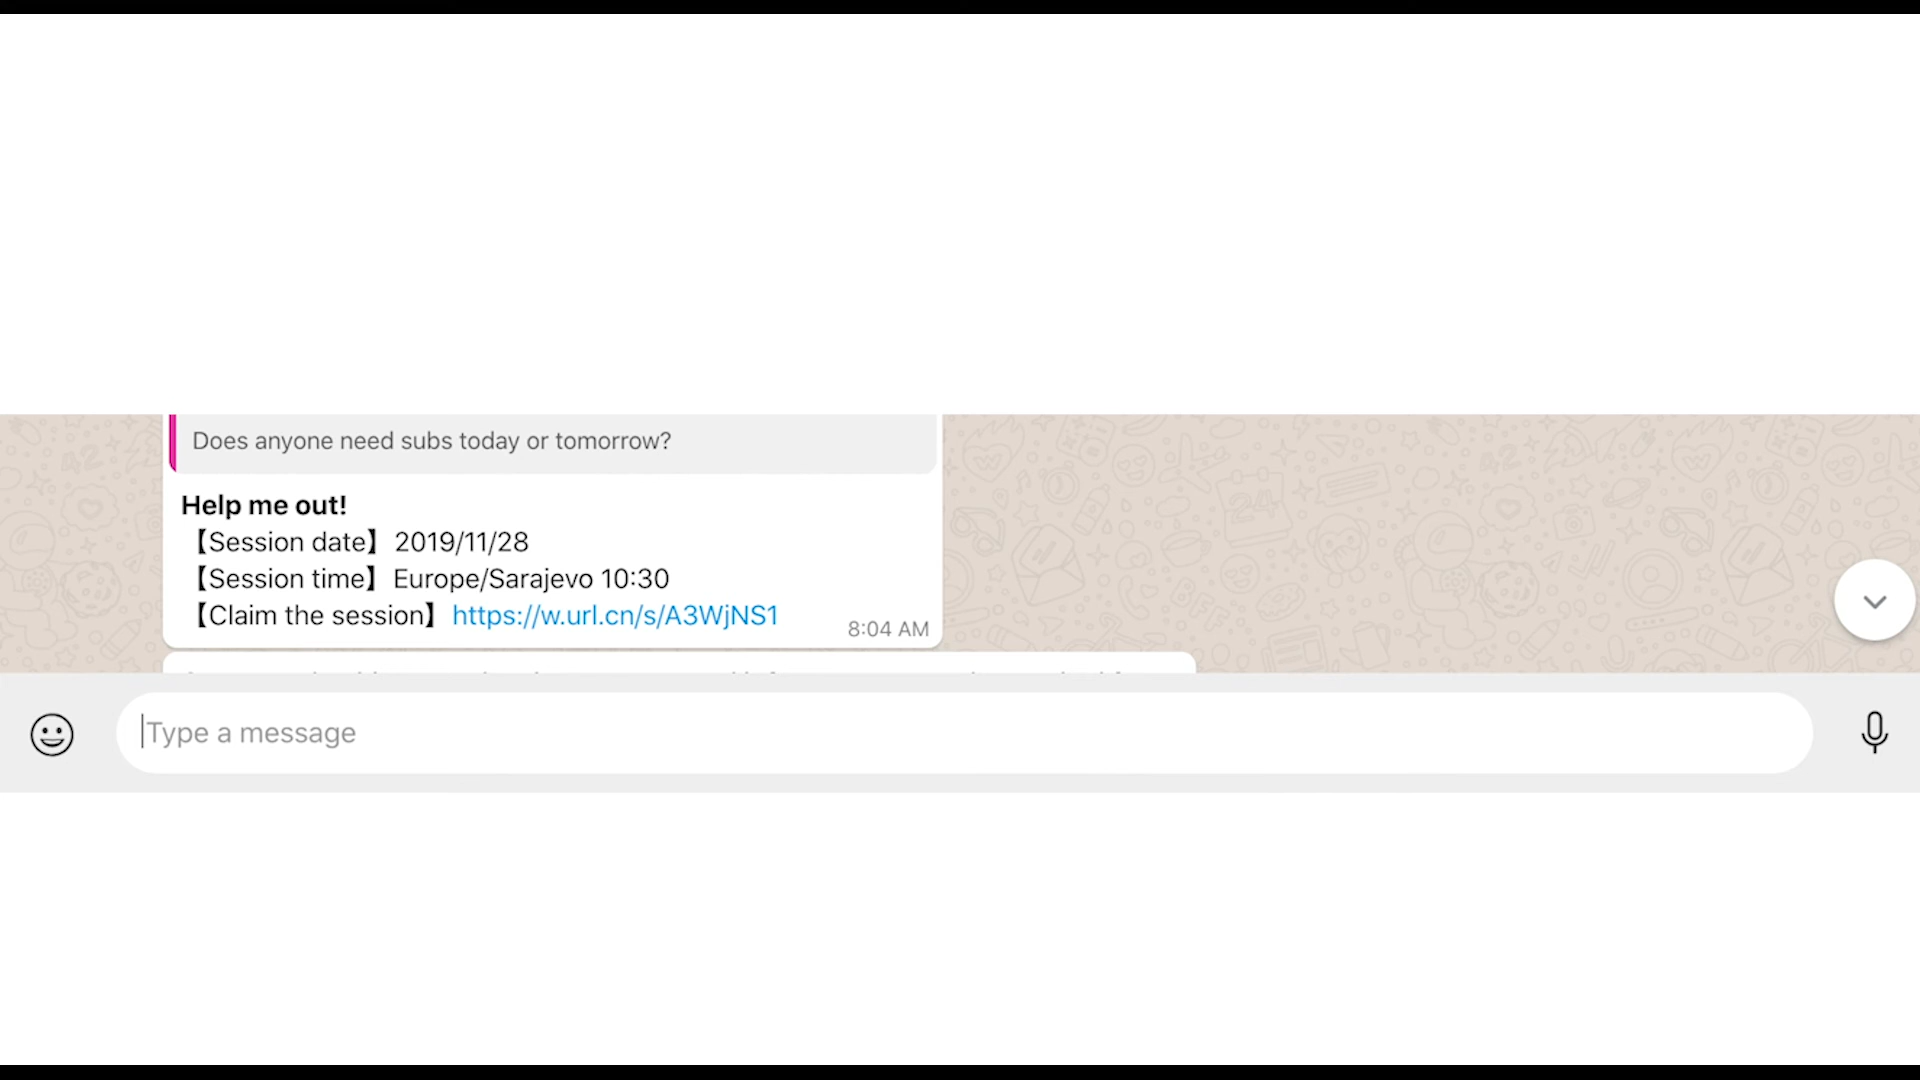 Does anyone need subs today or tomorrow?
Help me out!
【Session date】2019/11/28
【Session time】Europe/Sarajevo 10:30
【Claim the session】https://w.url.cn/s/A3WjNS1
8:04 AM
Type a message